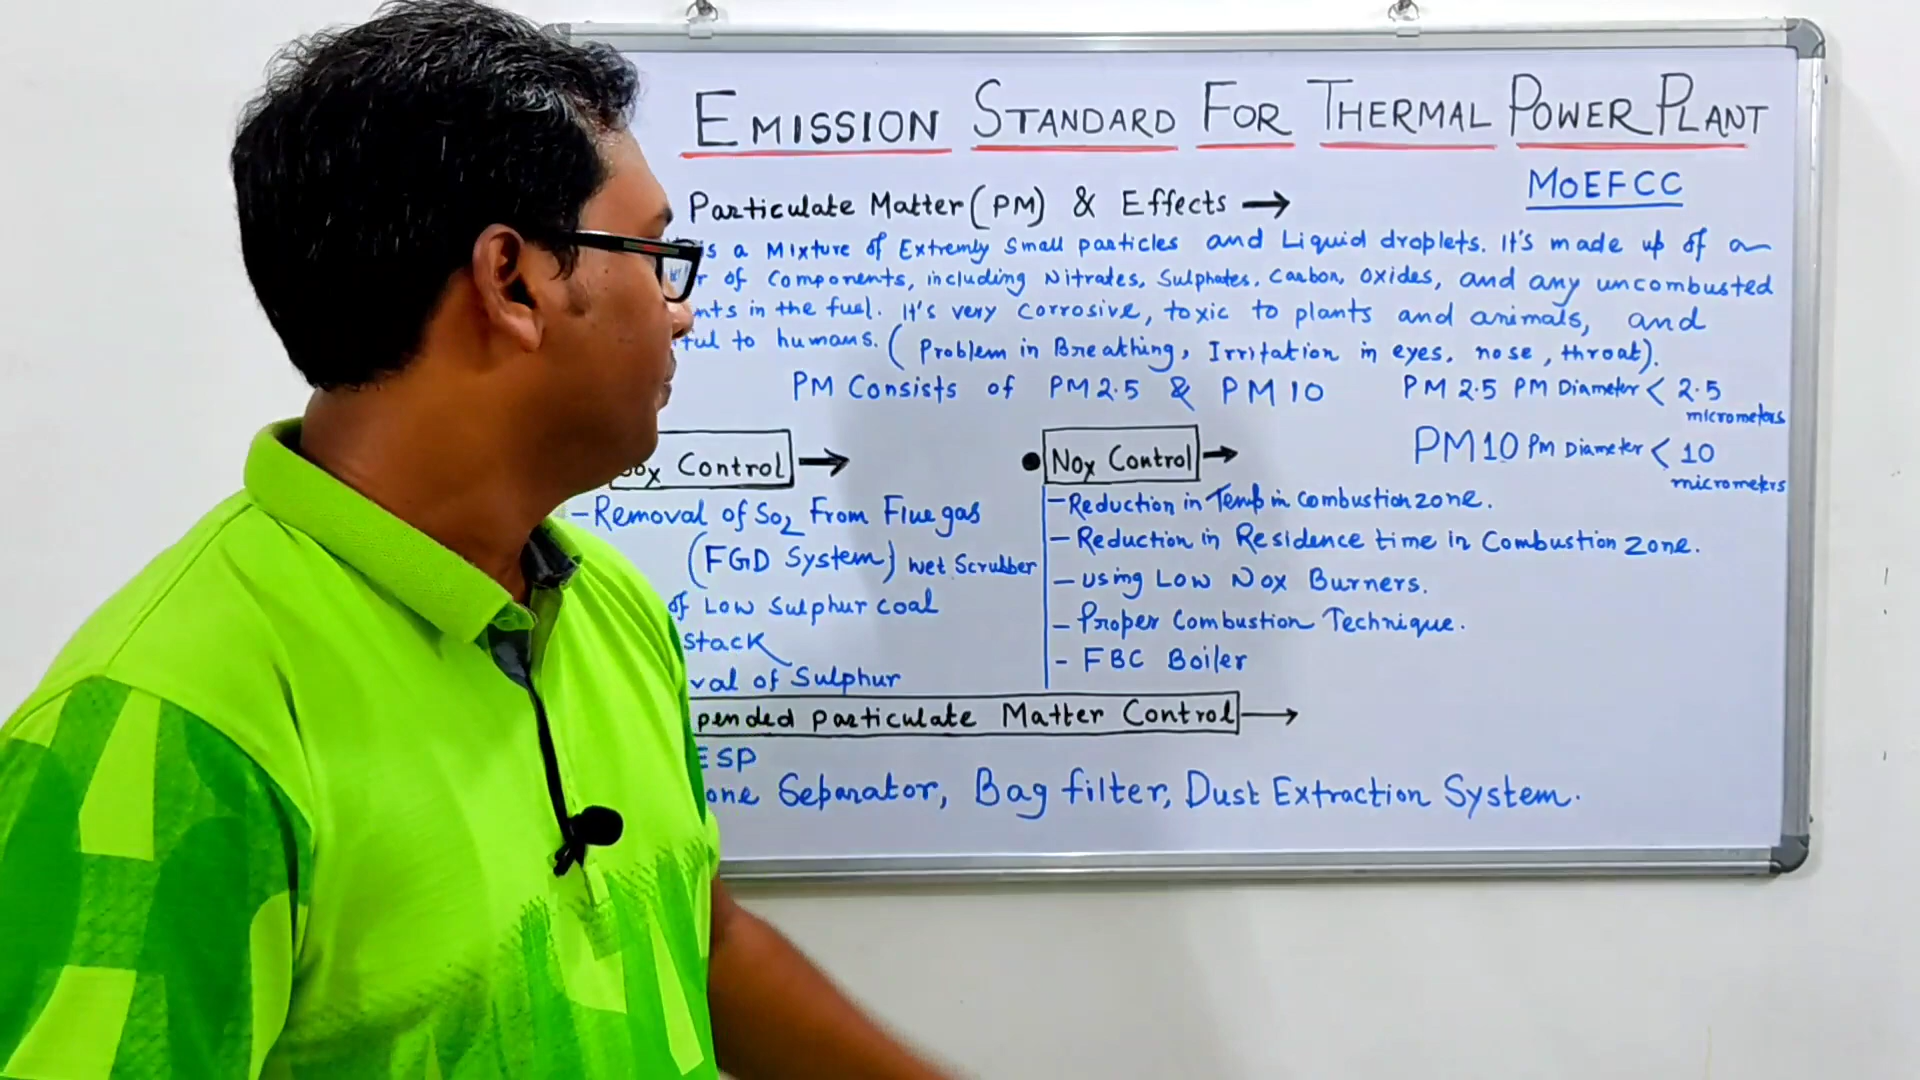 EMISSION STANDARD FOR THERMAL POWER PLANT
MOEFCC
Particulate Matter (PM) & Effects →
is a Mixture of Extremly Small particles and Liquid droplets. It's made up of a
of Components, including Nitrates, Sulphates, Carbon, Oxides, and any uncombusted
in the fuel. It's very Corrosive, toxic to plants and animals, and
to humans. (Problem in Breathing, Irritation in eyes, nose, throat).
PM Consists of PM2.5 & PM10
PM 2.5 PM Diameter < 2.5
micrometers
PM10 Pm Diameter < 10
micrometers
Sox Control →
- Removal of So2 From Flue gas
(FGD System) Wet Scrubber
of Low Sulphur coal
Stack
val of Sulphur
• Nox Control →
- Reduction in Temp in Combustion zone.
- Reduction in Residence time in Combustion Zone.
- using Low Nox Burners.
- Proper Combustion Technique.
- FBC Boiler
pended particulate Matter Control →
ESP
one Separator, Bag filter, Dust Extraction System.